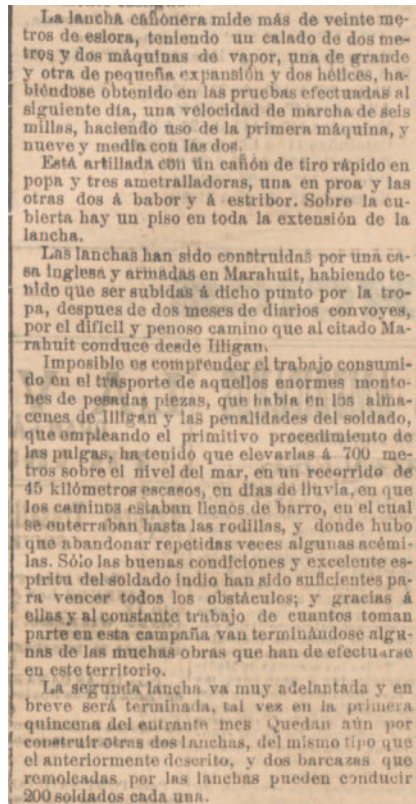 La lancha cañonera mide más de veinte me-
tros de eslora, teniendo un calado de dos me-
tros y dos máquinas de vapor, una de grande
y otra de pequeña expansión y dos hélices, ha-
biéndose obtenido en las pruebas efectuadas al
siguiente día, una velocidad de marcha de seis
millas, haciendo uso de la primera máquina, y
nueve y media con las dos.
Está artillada con un cañón de tiro rápido en
popa y tres ametralladoras, una en proa y las
otras dos á babor y á estribor. Sobre la cu-
bierta hay un piso en toda la extensión de la
lancha.
Las lanchas han sido construidas por una ca-
sa inglesa y armadas en Marahuit, habiendo te-
nido que ser subidas á dicho punto por la tro-
pa, despues de dos meses de diarios convoyes,
por el difícil y penoso camino que al citado Ma-
rahuit conduce desde Iligan.
Imposible es comprender el trabajo consumi-
do en el trasporte de aquellos enormes monto-
nes de pesadas piezas, que había en los alma-
cenes de Illigan y las penalidades del soldado,
que empleando el primitivo procedimiento de
las pulgas, ha tenido que elevarlas á 700 me-
tros sobre el nivel del mar, en un recorrido de
45 kilómetros escasos, en días de lluvia, en que
los caminos estaban llenos de barro, en el cual
se enterraban hasta las rodillas, y donde hubo
que abandonar repetidas veces algunas acémi-
las. Sólo las buenas condiciones y excelente es-
píritu del soldado indio han sido suficientes pa-
ra vencer todos los obstáculos; y gracias á
ellas y al constante trabajo de cuantos toman
parte en esta campaña van terminándose algu-
nas de las muchas obras que han de efectuarse
en este territorio.
La segunda lancha va muy adelantada y en
breve será terminada, tal vez en la primera
quincena del entrante mes Quedan aún por
construir otras dos lanchas, del mismo tipo que
el anteriormente descrito, y dos barcazas que
remolcadas por las lanchas pueden conducir
200 soldados cada una.